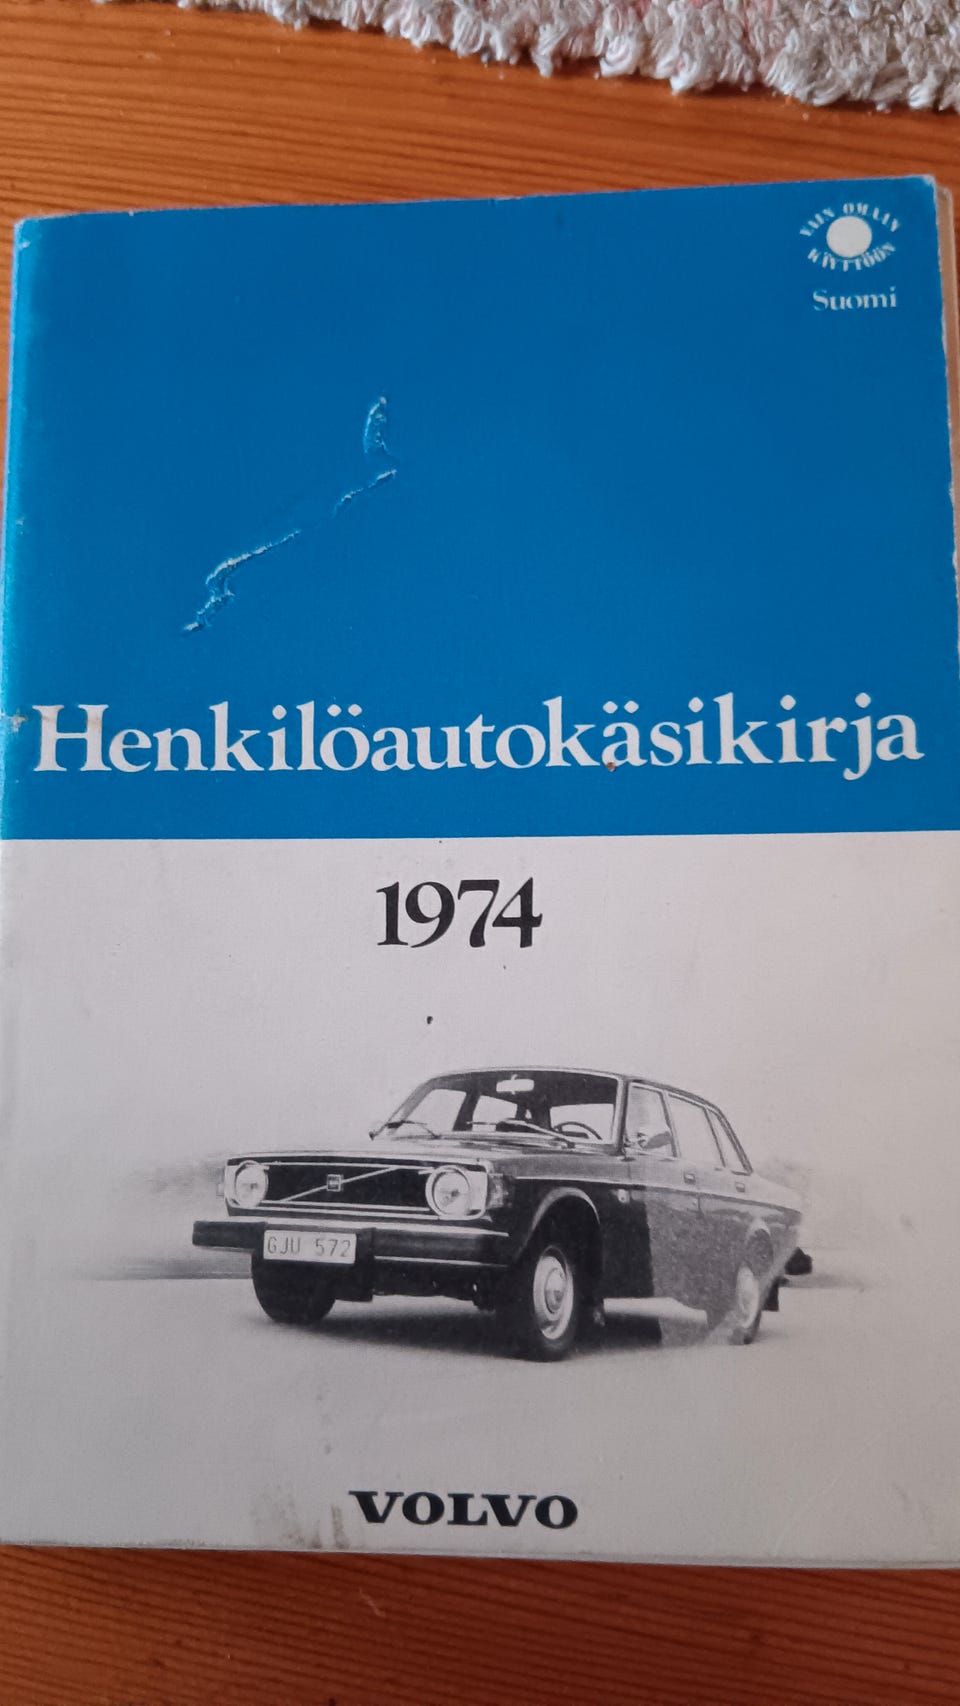 VAIN OMAAN
KÄYTTÖÖN
Suomi
Henkilöautokäsikirja
1974
GJU 572
VOLVO